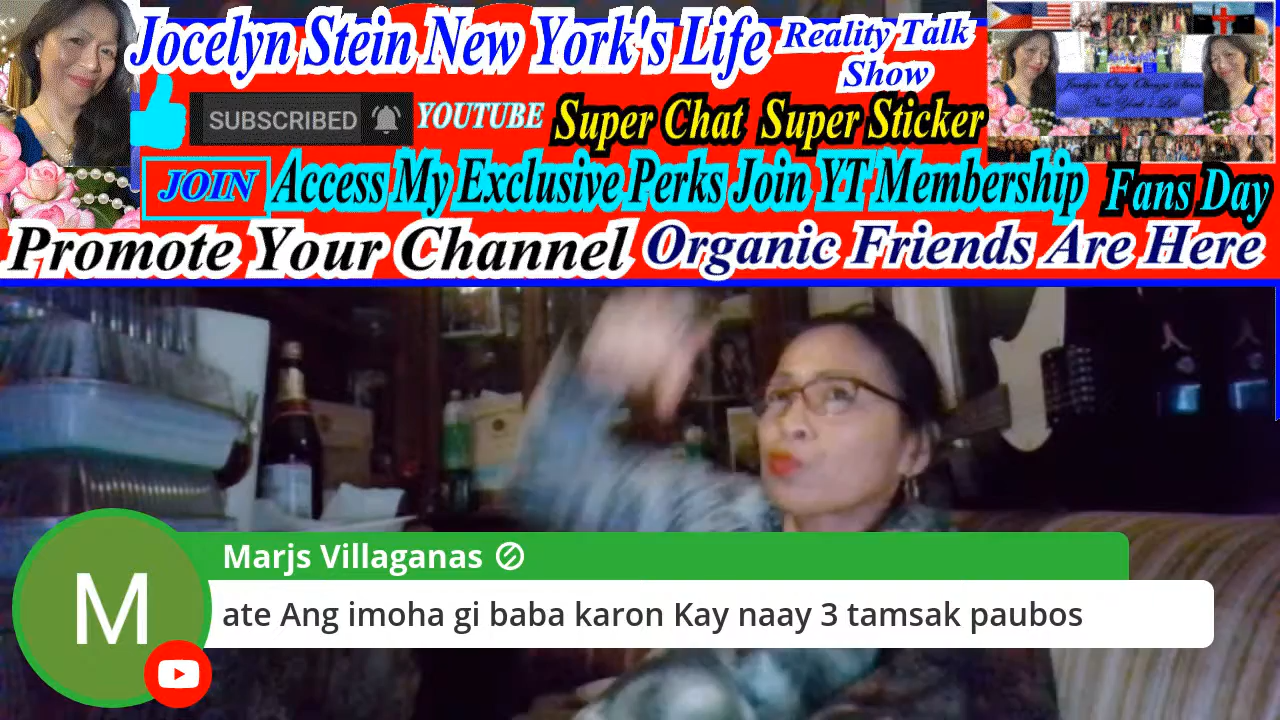 Jocelyn Stein New York's Life
Reality Talk
Show
SUBSCRIBED
YOUTUBE
Super Chat Super Sticker
JOIN
Access My Exclusive Perks Join YT Membership
Fans Day
Promote Your Channel
Organic Friends Are Here
Marjs Villaganas
M
ate Ang imoha gi baba karon Kay naay 3 tamsak paubos